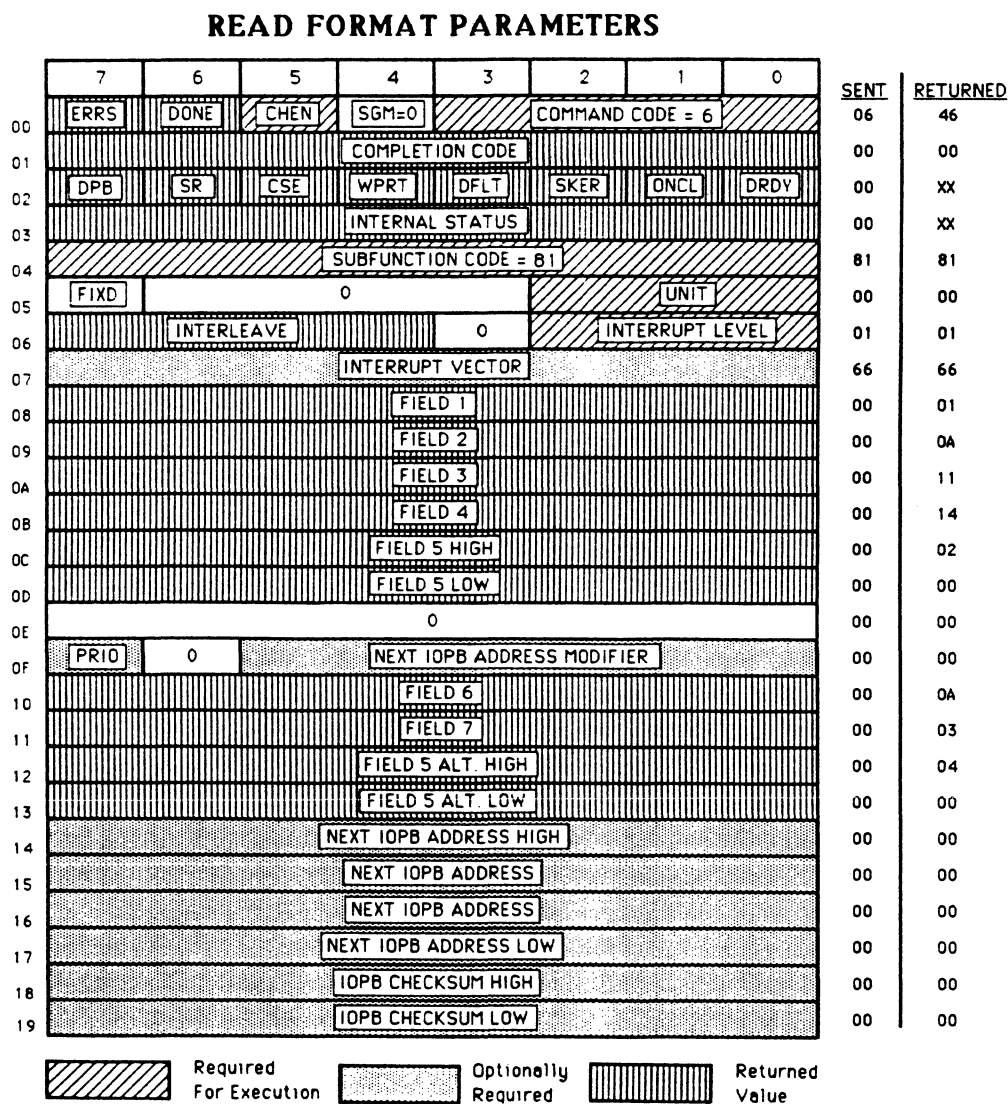 READ FORMAT PARAMETERS
7 6 5 4 3 2 1 0
SENT RETURNED
00 ERRS DONE CHEN SGM=0 COMMAND CODE = 6 06 46
01 COMPLETION CODE 00 00
02 DPB SR CSE WPRT DFLT SKER ONCL DRDY 00 XX
03 INTERNAL STATUS 00 XX
04 SUBFUNCTION CODE = 81 81 81
05 FIXD 0 UNIT 00 00
06 INTERLEAVE 0 INTERRUPT LEVEL 01 01
07 INTERRUPT VECTOR 66 66
08 FIELD 1 00 01
09 FIELD 2 00 0A
0A FIELD 3 00 11
0B FIELD 4 00 14
0C FIELD 5 HIGH 00 02
0D FIELD 5 LOW 00 00
0E 0 00 00
0F PRIO 0 NEXT IOPB ADDRESS MODIFIER 00 00
10 FIELD 6 00 0A
11 FIELD 7 00 03
12 FIELD 5 ALT. HIGH 00 04
13 FIELD 5 ALT. LOW 00 00
14 NEXT IOPB ADDRESS HIGH 00 00
15 NEXT IOPB ADDRESS 00 00
16 NEXT IOPB ADDRESS 00 00
17 NEXT IOPB ADDRESS LOW 00 00
18 IOPB CHECKSUM HIGH 00 00
19 IOPB CHECKSUM LOW 00 00
Required For Execution
Optionally Required
Returned Value